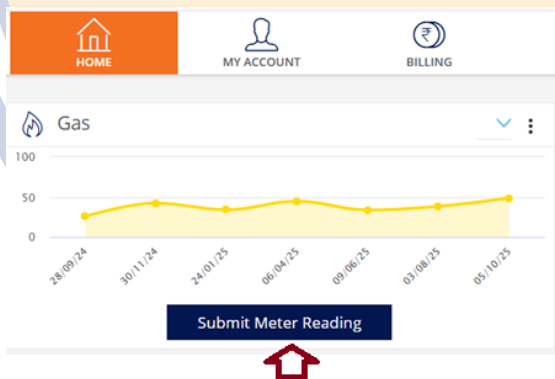 HOME MY ACCOUNT BILLING
Gas
100
50
0
28/09/24 30/11/24 24/01/25 06/04/25 09/06/25 03/08/25 05/10/25
Submit Meter Reading